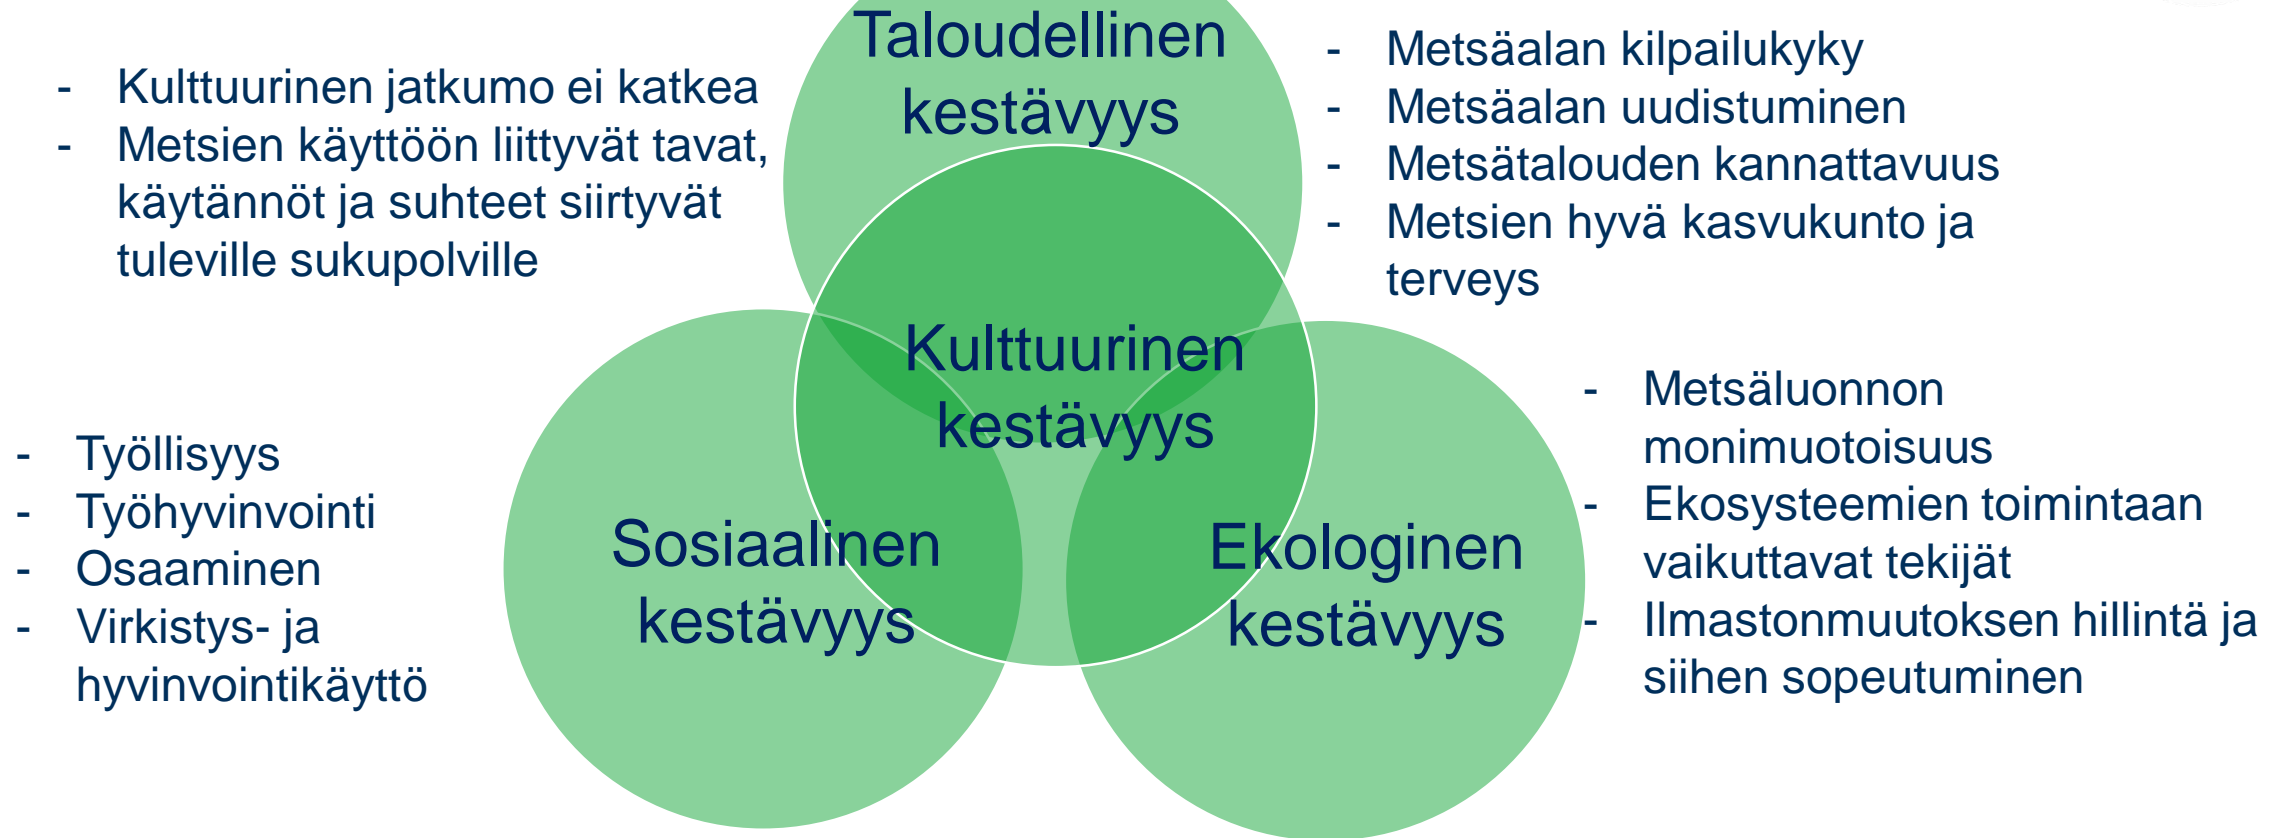 Taloudellinen
kestävyys
- Kulttuurinen jatkumo ei katkea
- Metsien käyttöön liittyvät tavat,
käytännöt ja suhteet siirtyvät
tuleville sukupolville
- Metsäalan kilpailukyky
- Metsäalan uudistuminen
- Metsätalouden kannattavuus
- Metsien hyvä kasvukunto ja
terveys
Kulttuurinen
kestävyys
- Työllisyys
- Työhyvinvointi
- Osaaminen
- Virkistys- ja
hyvinvointikäyttö
Sosiaalinen
kestävyys
Ekologinen
kestävyys
- Metsäluonnon
monimuotoisuus
- Ekosysteemien toimintaan
vaikuttavat tekijät
- Ilmastonmuutoksen hillintä ja
siihen sopeutuminen